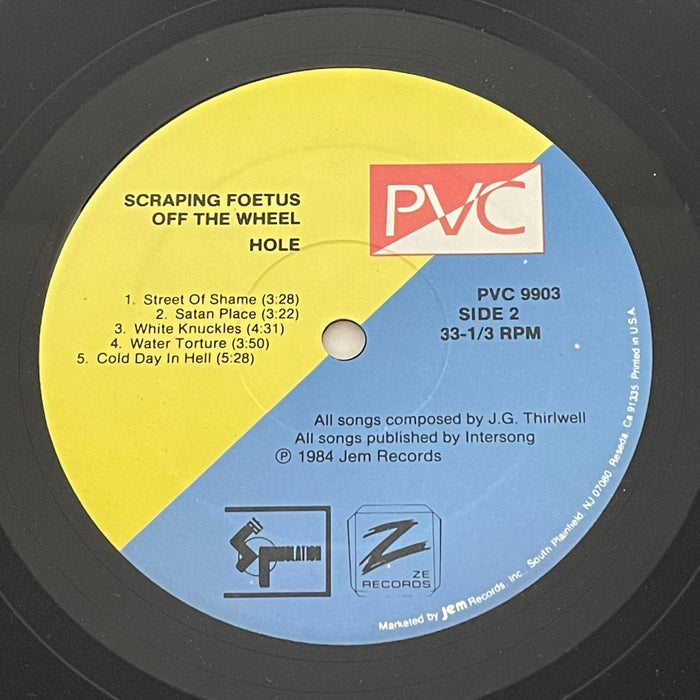 SCRAPING FOETUS
OFF THE WHEEL
HOLE
1. Street Of Shame (3:28)
2. Satan Place (3:22)
3. White Knuckles (4:31)
4. Water Torture (3:50)
5. Cold Day In Hell (5:28)
PVC
PVC 9903
SIDE 2
33-1/3 RPM
All songs composed by J.G. Thirlwell
All songs published by Intersong
Ⓟ 1984 Jem Records
Z
ZE
RECORDS
Marketed by Jem Records, Inc., South Plainfield, NJ 07080 Reseda, Ca 91335 Printed in U.S.A.